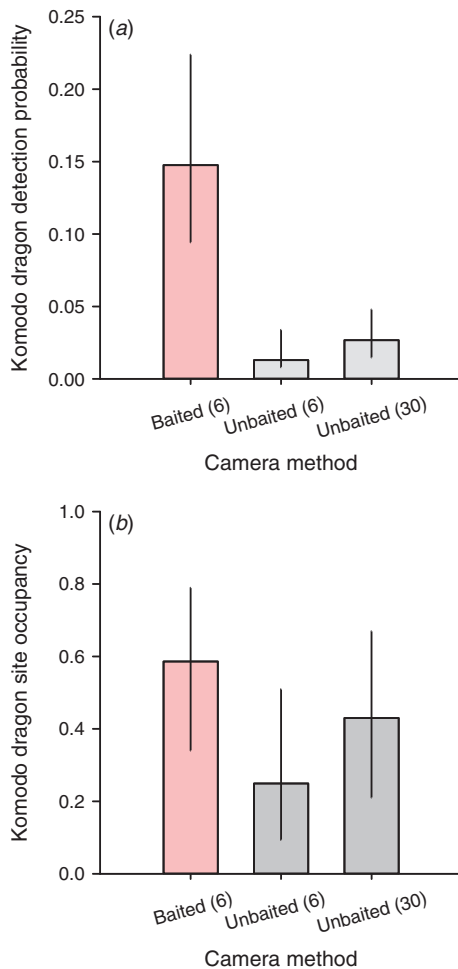 (a)
Komodo dragon detection probability
0.25
0.20
0.15
0.10
0.05
0.00
Baited (6)
Unbaited (6)
Unbaited (30)
Camera method
(b)
Komodo dragon site occupancy
1.0
0.8
0.6
0.4
0.2
0.0
Baited (6)
Unbaited (6)
Unbaited (30)
Camera method